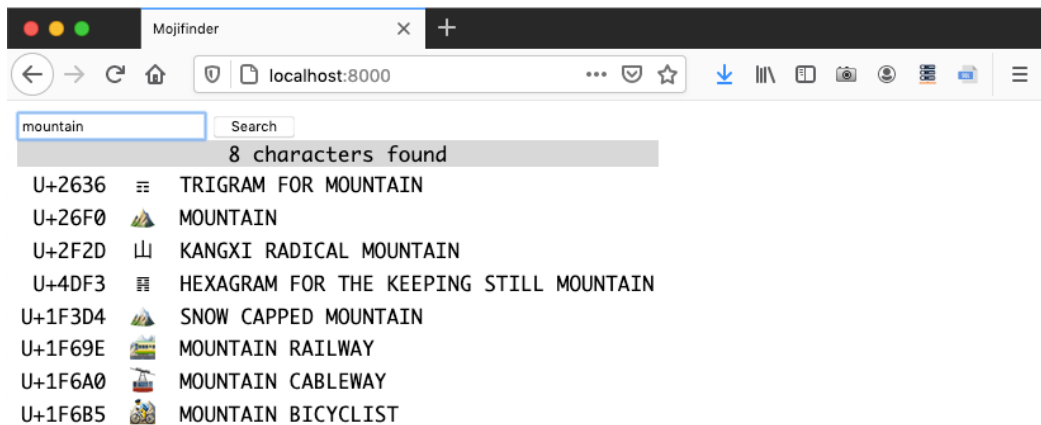 Mojifinder
localhost:8000
mountain Search
8 characters found
U+2636 ☶ TRIGRAM FOR MOUNTAIN
U+26F0 ⛰ MOUNTAIN
U+2F2D ⼭ KANGXI RADICAL MOUNTAIN
U+4DF3 ䷳ HEXAGRAM FOR THE KEEPING STILL MOUNTAIN
U+1F3D4 🏔 SNOW CAPPED MOUNTAIN
U+1F69E 🚞 MOUNTAIN RAILWAY
U+1F6A0 🚠 MOUNTAIN CABLEWAY
U+1F6B5 🚵 MOUNTAIN BICYCLIST